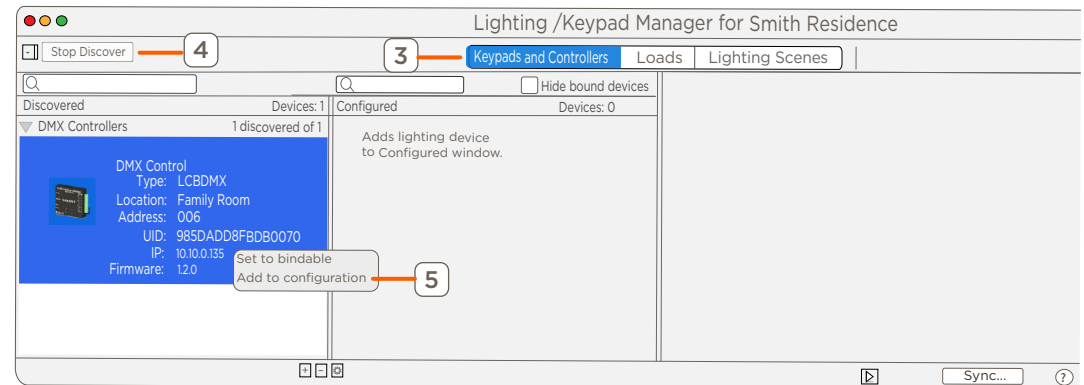 Lighting /Keypad Manager for Smith Residence
Stop Discover
4
3
Keypads and Controllers
Loads
Lighting Scenes
Hide bound devices
Discovered Devices: 1
Configured Devices: 0
DMX Controllers 1 discovered of 1
Adds lighting device
to Configured window.
DMX Control
Type: LCBDMX
Location: Family Room
Address: 006
UID: 985DADD8FBDB0070
IP: 10.10.0.135
Firmware: 1.2.0
Set to bindable
Add to configuration
5
Sync...
?